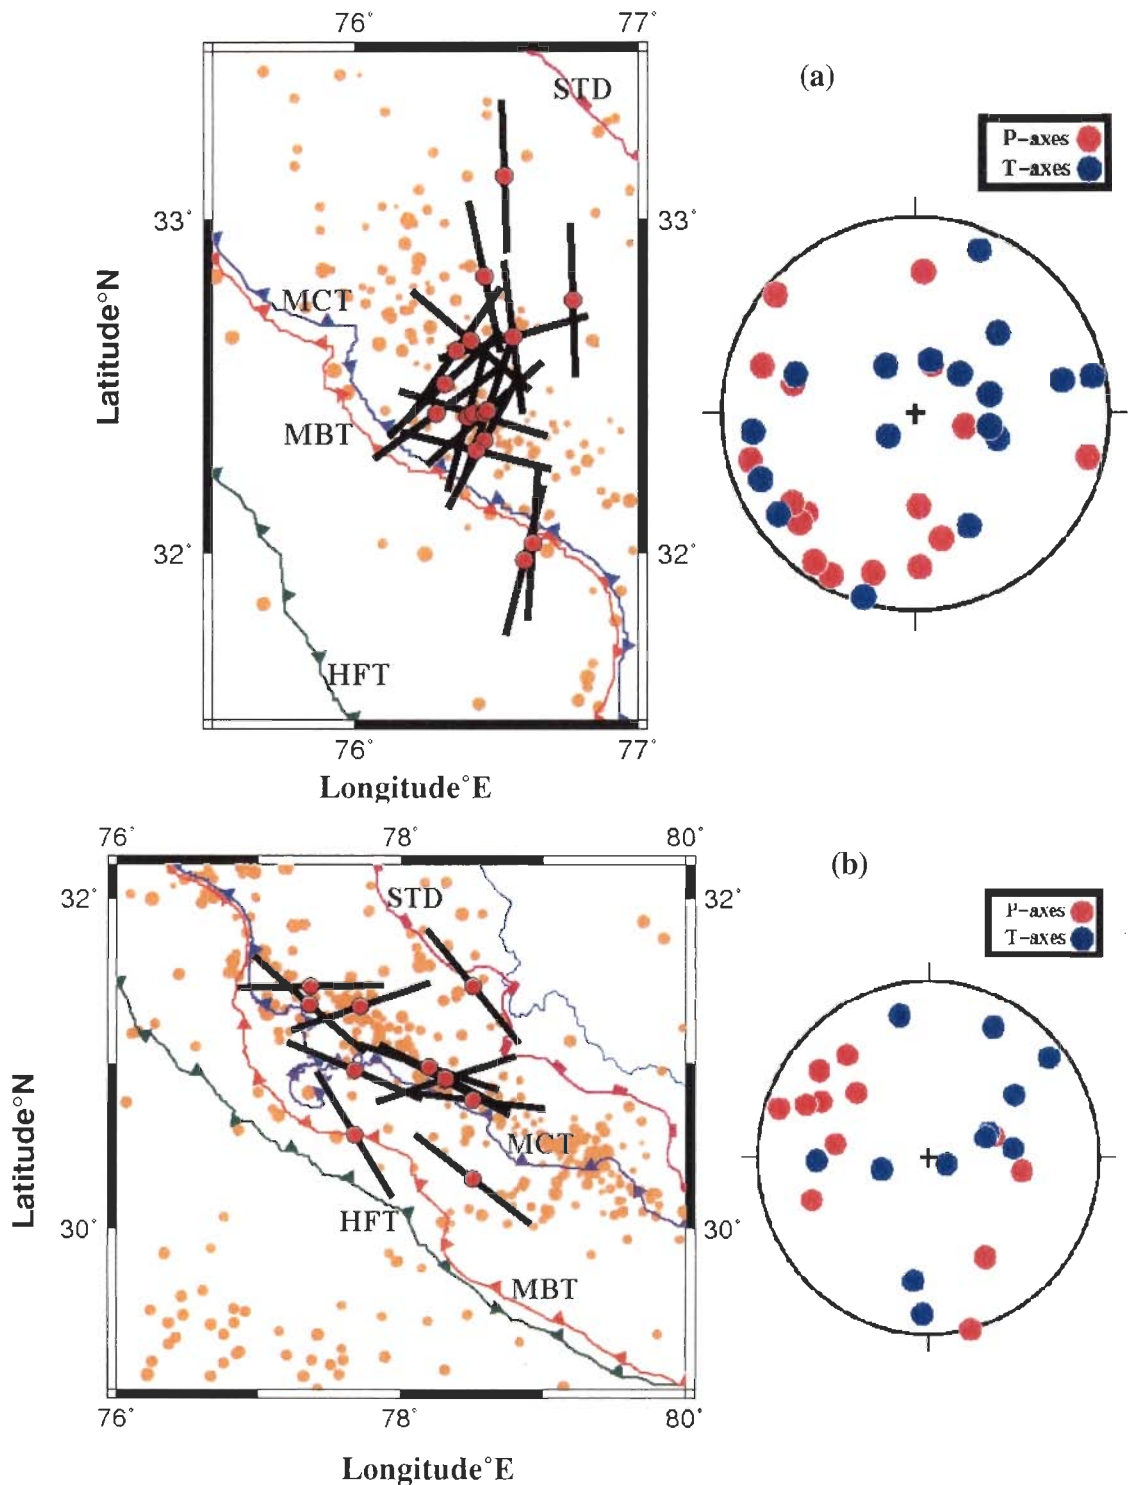 76° 77°
(a)
STD
P-axes
T-axes
33° 33°
MCT
Latitude°N
MBT
32° 32°
HFT
76° 77°
Longitude°E
76° 78° 80°
(b)
32° STD 32°
P-axes
T-axes
Latitude°N
MCT
30° HFT 30°
MBT
76° 78° 80°
Longitude°E